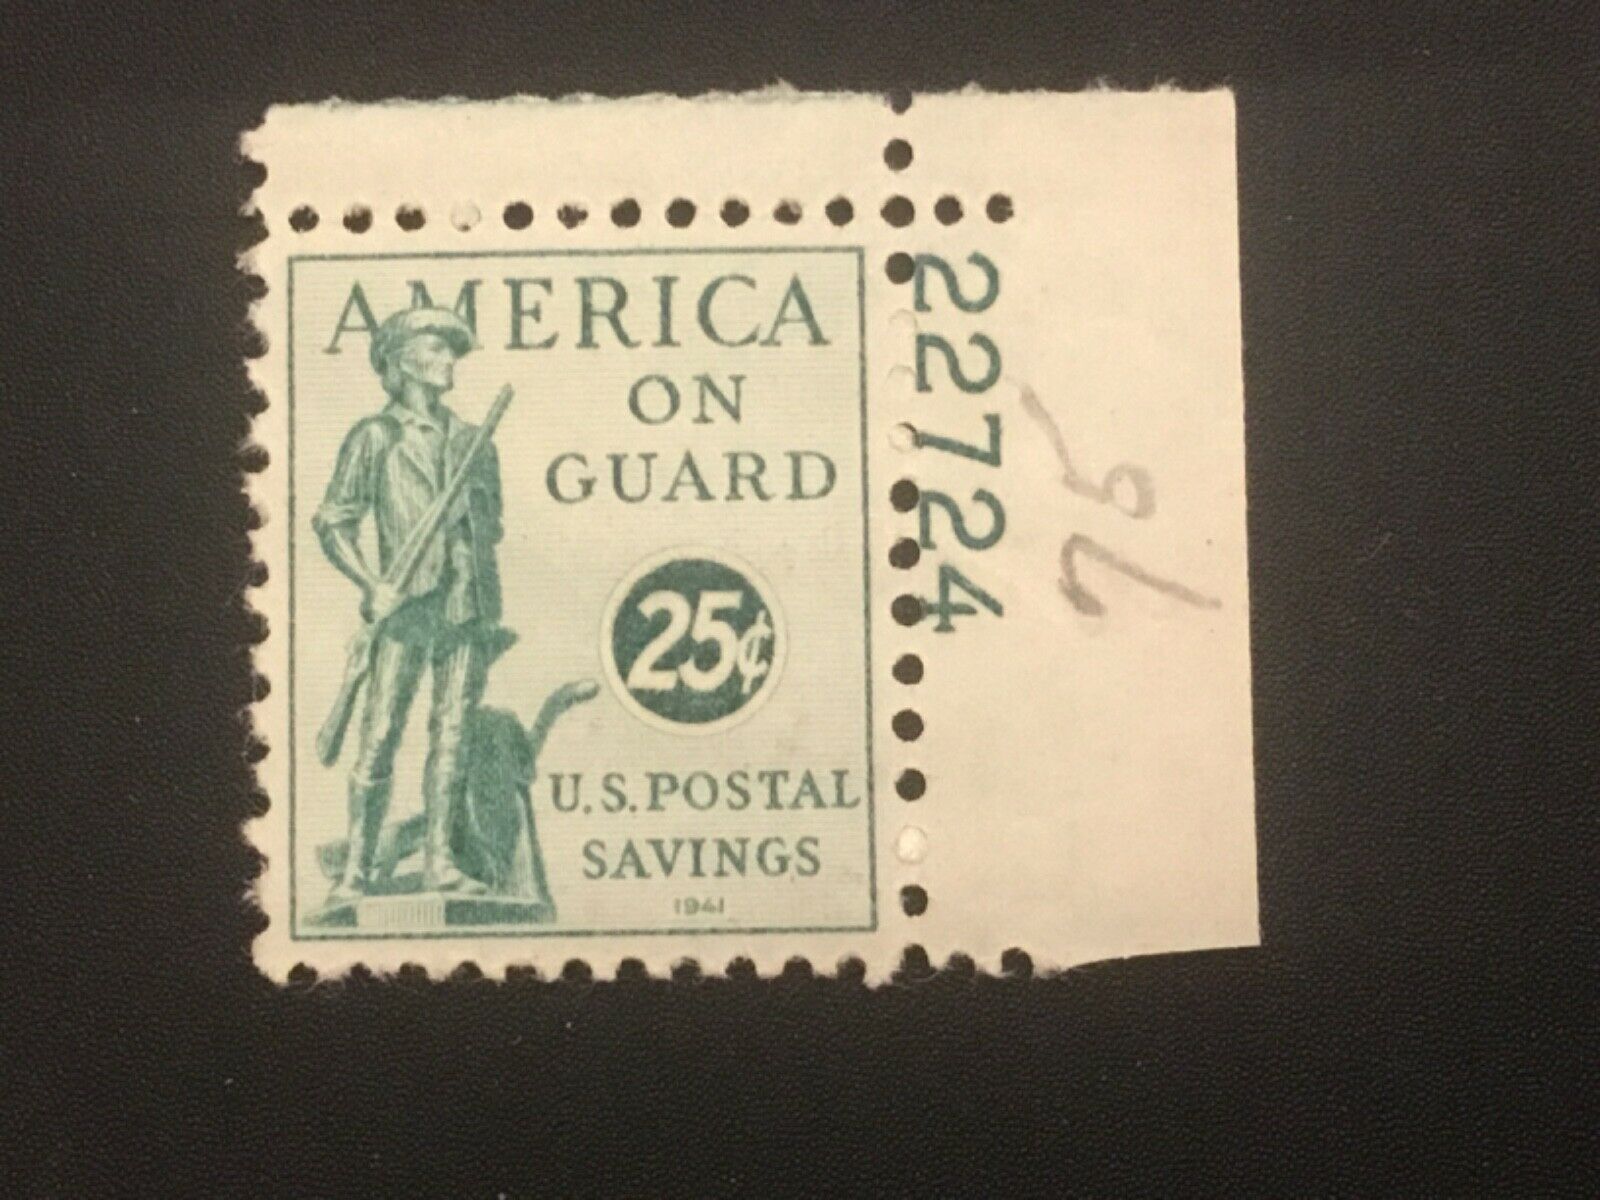 AMERICA
ON
GUARD
25¢
U.S. POSTAL
SAVINGS
1941
22724